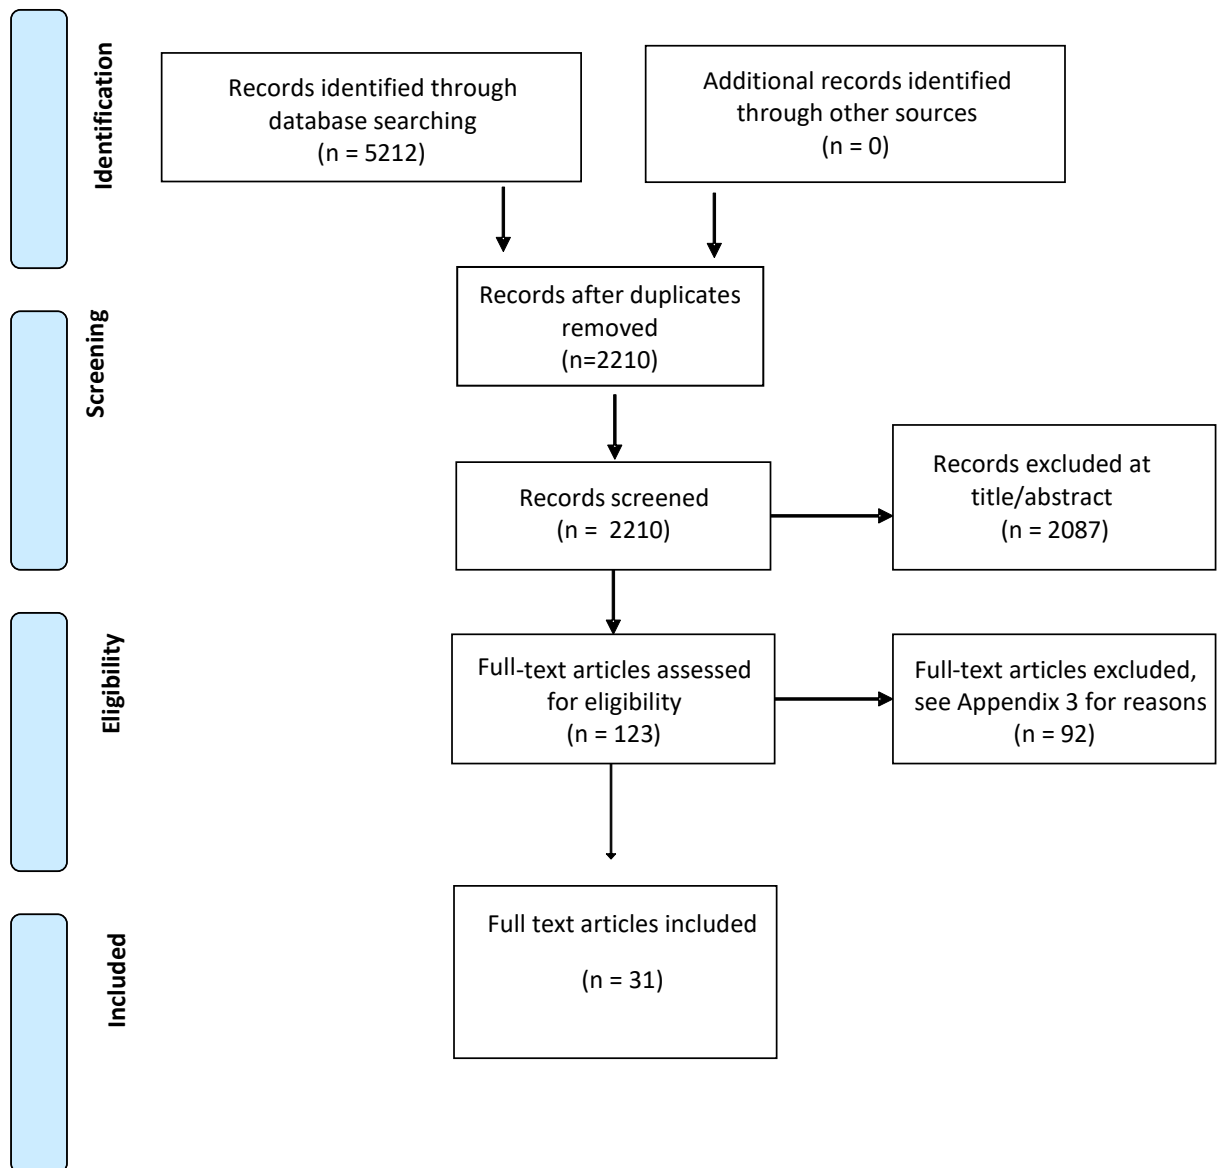 Identification
Records identified through
database searching
(n = 5212)
Additional records identified
through other sources
(n = 0)
Records after duplicates
removed
(n=2210)
Screening
Records screened
(n = 2210)
Records excluded at
title/abstract
(n = 2087)
Eligibility
Full-text articles assessed
for eligibility
(n = 123)
Full-text articles excluded,
see Appendix 3 for reasons
(n = 92)
Included
Full text articles included
(n = 31)